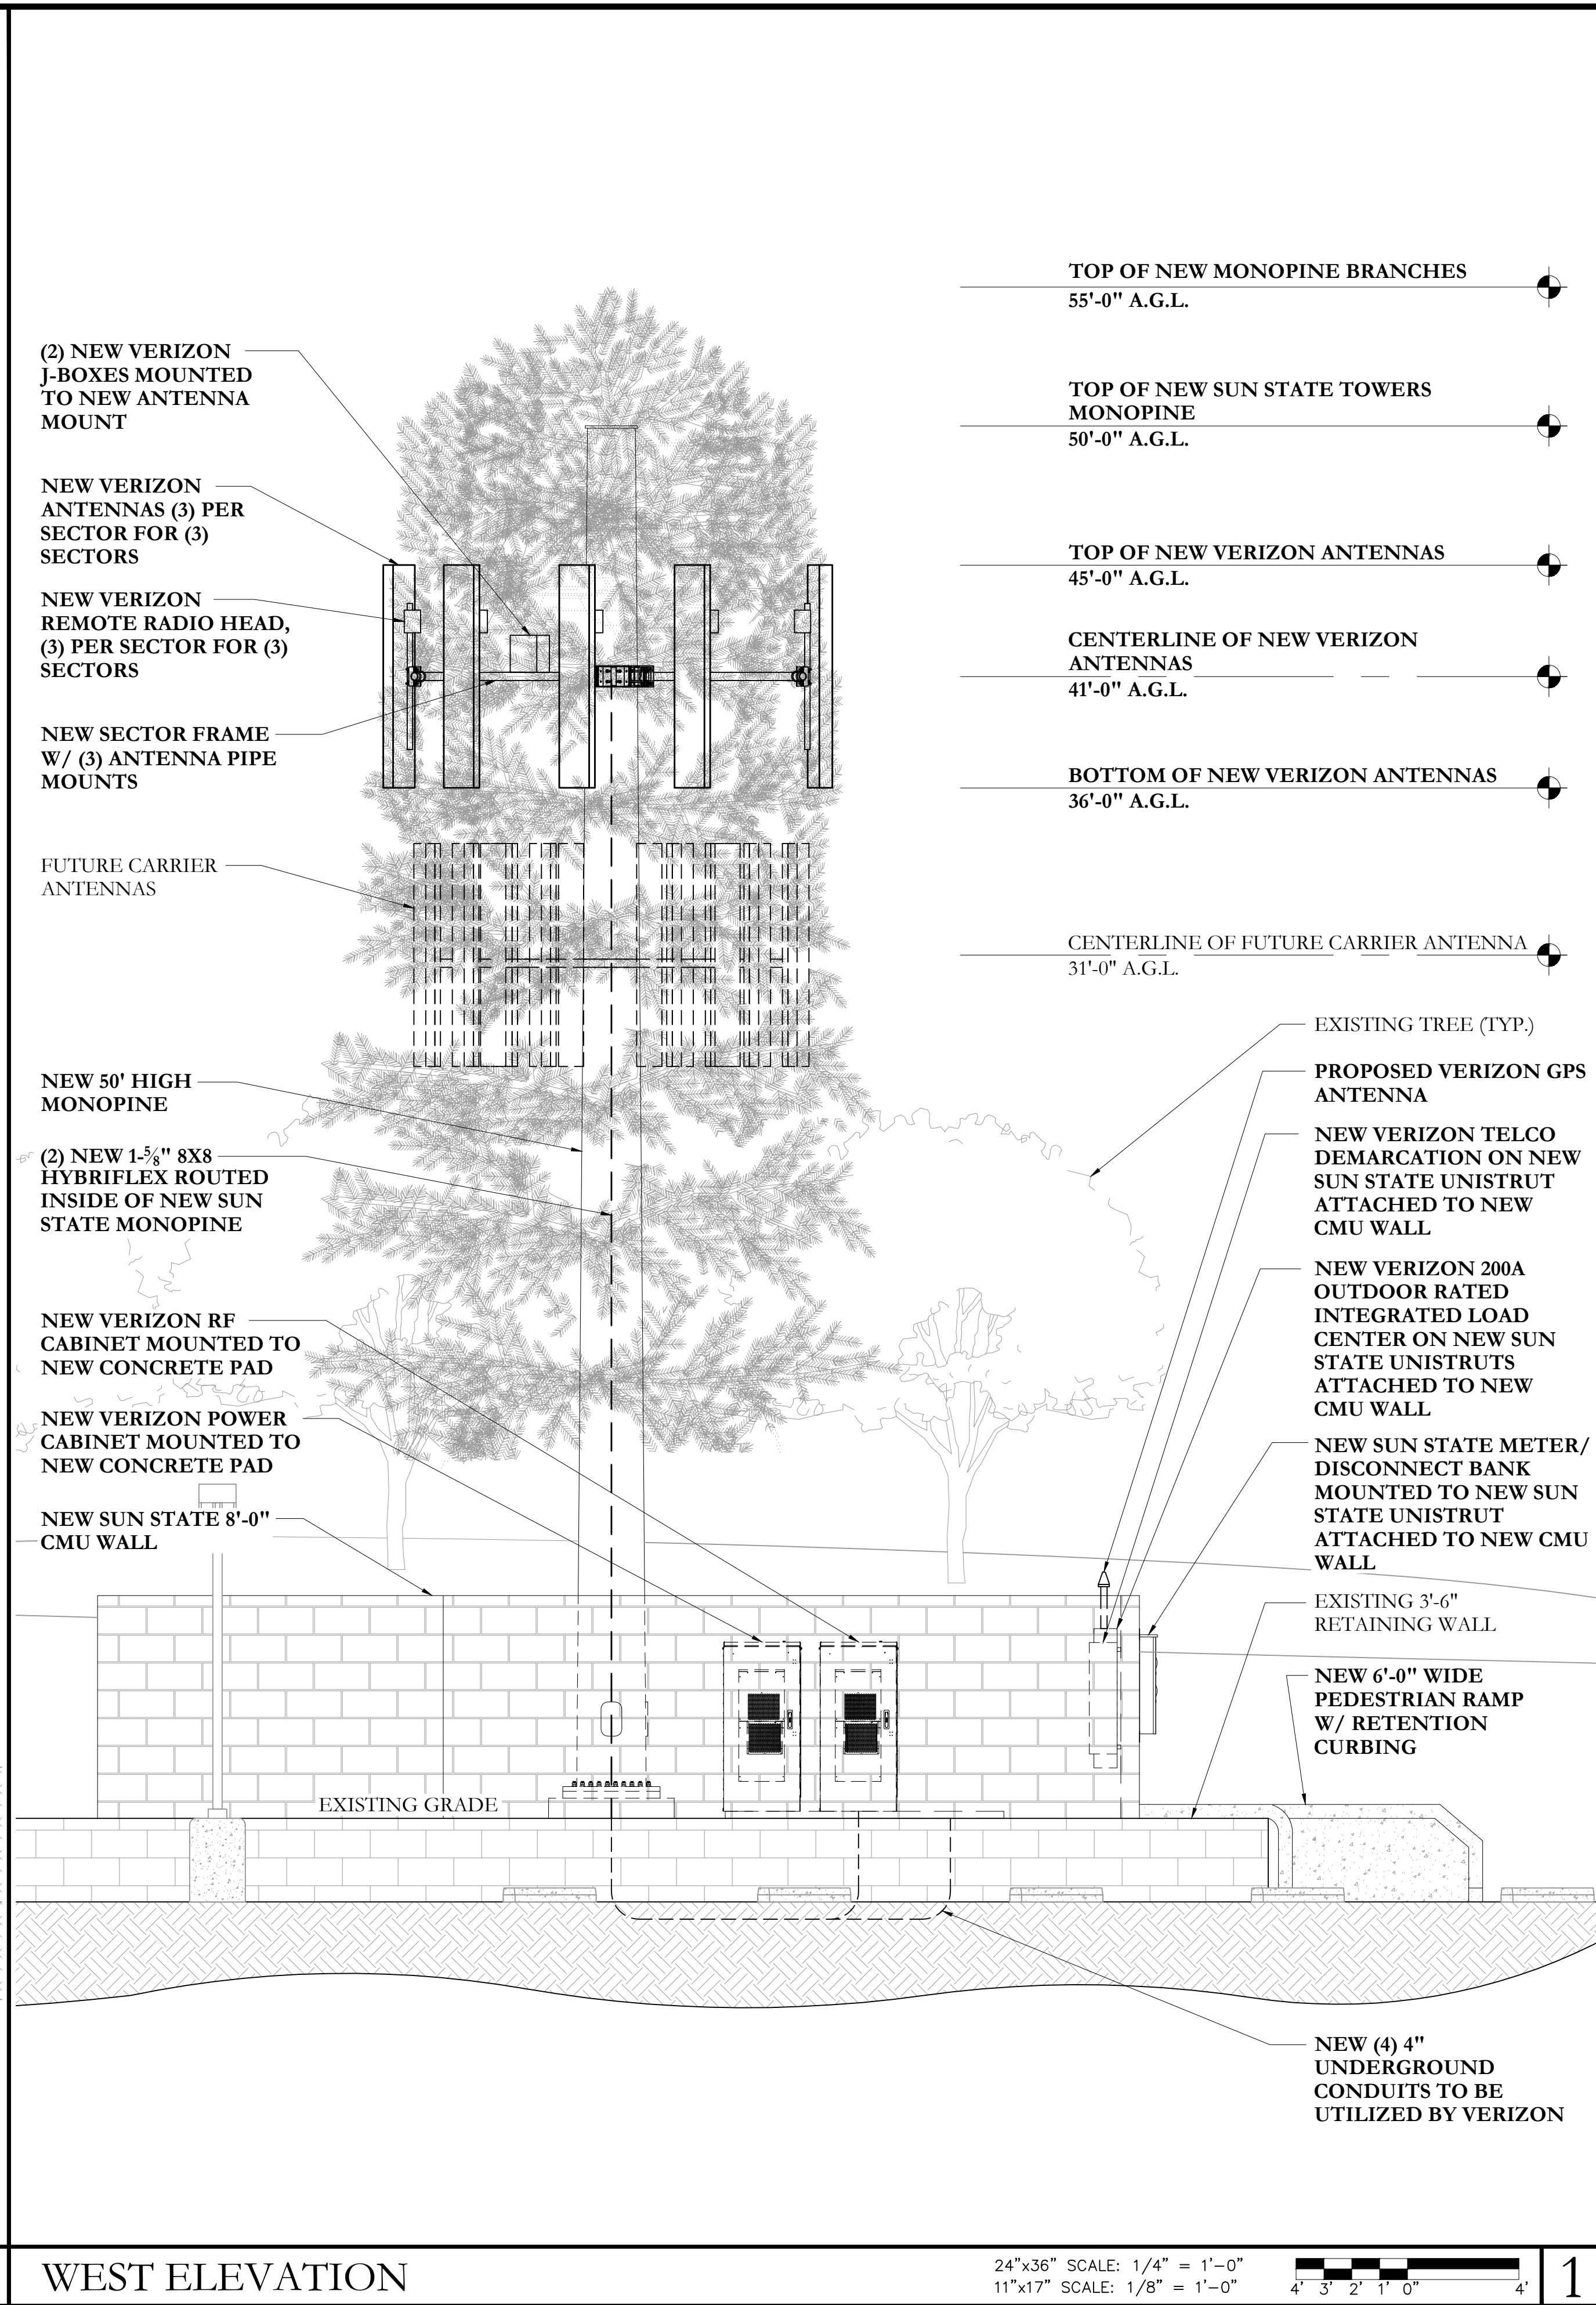 TOP OF NEW MONOPINE BRANCHES
55'-0" A.G.L.
TOP OF NEW SUN STATE TOWERS
MONOPINE
50'-0" A.G.L.
TOP OF NEW VERIZON ANTENNAS
45'-0" A.G.L.
CENTERLINE OF NEW VERIZON
ANTENNAS
41'-0" A.G.L.
BOTTOM OF NEW VERIZON ANTENNAS
36'-0" A.G.L.
CENTERLINE OF FUTURE CARRIER ANTENNA
31'-0" A.G.L.
(2) NEW VERIZON
J-BOXES MOUNTED
TO NEW ANTENNA
MOUNT
NEW VERIZON
ANTENNAS (3) PER
SECTOR FOR (3)
SECTORS
NEW VERIZON
REMOTE RADIO HEAD,
(3) PER SECTOR FOR (3)
SECTORS
NEW SECTOR FRAME
W/ (3) ANTENNA PIPE
MOUNTS
FUTURE CARRIER
ANTENNAS
NEW 50' HIGH
MONOPINE
(2) NEW 1-5/8" 8X8
HYBRIFLEX ROUTED
INSIDE OF NEW SUN
STATE MONOPINE
NEW VERIZON RF
CABINET MOUNTED TO
NEW CONCRETE PAD
NEW VERIZON POWER
CABINET MOUNTED TO
NEW CONCRETE PAD
NEW SUN STATE 8'-0"
CMU WALL
EXISTING GRADE
EXISTING TREE (TYP.)
PROPOSED VERIZON GPS
ANTENNA
NEW VERIZON TELCO
DEMARCATION ON NEW
SUN STATE UNISTRUT
ATTACHED TO NEW
CMU WALL
NEW VERIZON 200A
OUTDOOR RATED
INTEGRATED LOAD
CENTER ON NEW SUN
STATE UNISTRUTS
ATTACHED TO NEW
CMU WALL
NEW SUN STATE METER/
DISCONNECT BANK
MOUNTED TO NEW SUN
STATE UNISTRUT
ATTACHED TO NEW CMU
WALL
EXISTING 3'-6"
RETAINING WALL
NEW 6'-0" WIDE
PEDESTRIAN RAMP
W/ RETENTION
CURBING
NEW (4) 4"
UNDERGROUND
CONDUITS TO BE
UTILIZED BY VERIZON
WEST ELEVATION
24"x36" SCALE: 1/4" = 1'-0"
11"x17" SCALE: 1/8" = 1'-0"
4' 3' 2' 1' 0" 4'
1